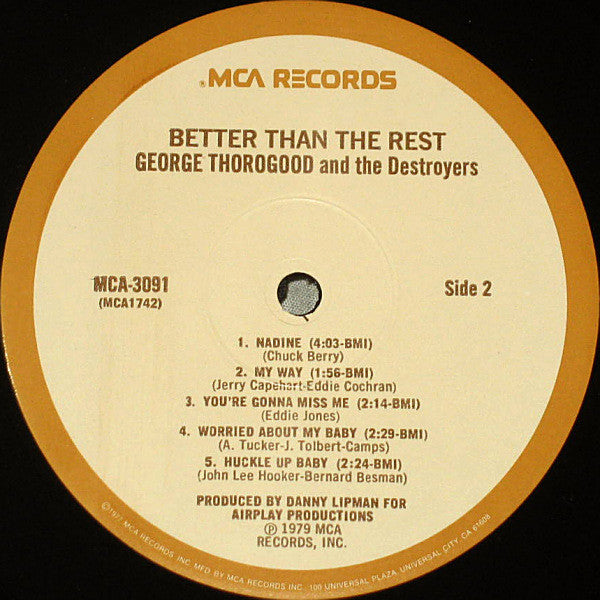 MCA RECORDS
BETTER THAN THE REST
GEORGE THOROGOOD and the Destroyers
MCA-3091
(MCA1742)
Side 2
1. NADINE (4:03-BMI)
(Chuck Berry)
2. MY WAY (1:56-BMI)
(Jerry Capehart-Eddie Cochran)
3. YOU'RE GONNA MISS ME (2:14-BMI)
(Eddie Jones)
4. WORRIED ABOUT MY BABY (2:29-BMI)
(A. Tucker-J. Tolbert-Camps)
5. HUCKLE UP BABY (2:24-BMI)
(John Lee Hooker-Bernard Besman)
PRODUCED BY DANNY LIPMAN FOR
AIRPLAY PRODUCTIONS
℗ 1979 MCA
RECORDS, INC.
©1977 MCA RECORDS INC. MFD. BY MCA RECORDS INC. 100 UNIVERSAL PLAZA, UNIVERSAL CITY, CA 91608